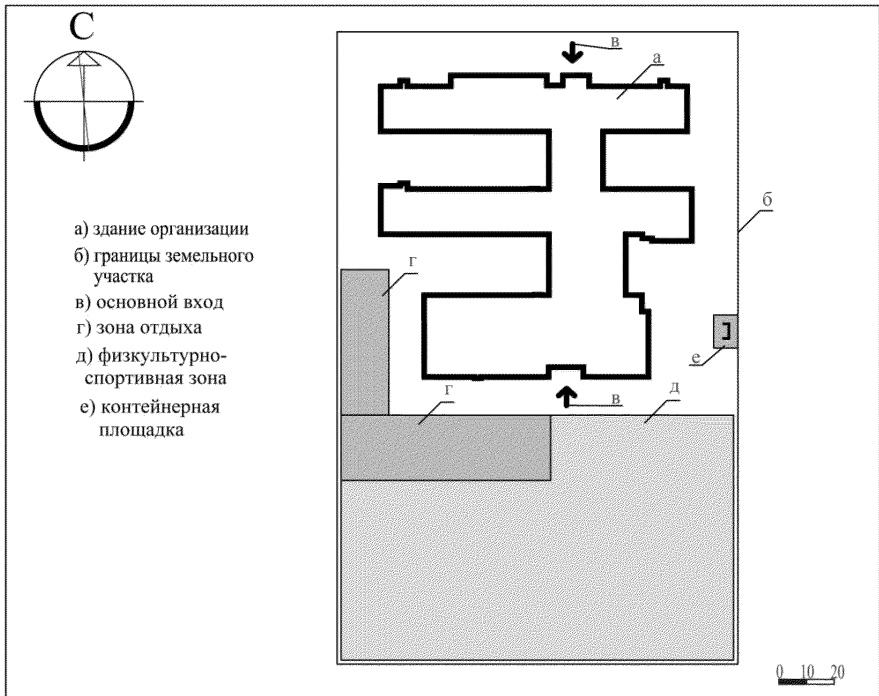 С
а) здание организации
б) границы земельного
участка
в) основной вход
г) зона отдыха
д) физкультурно-
спортивная зона
е) контейнерная
площадка
в
а
б
г
е
г
в
д
0 10 20